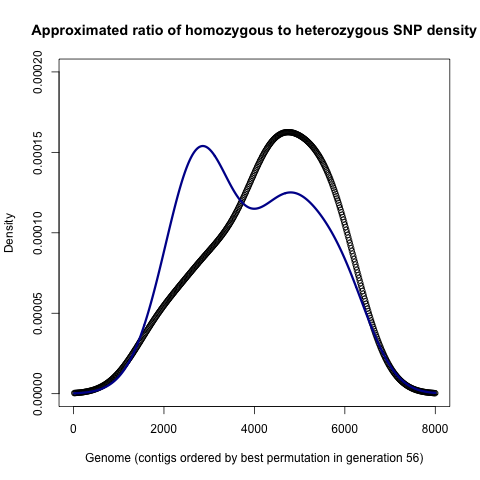 Approximated ratio of homozygous to heterozygous SNP density
Density
0.00020
0.00015
0.00010
0.00005
0.00000
0 2000 4000 6000 8000
Genome (contigs ordered by best permutation in generation 56)